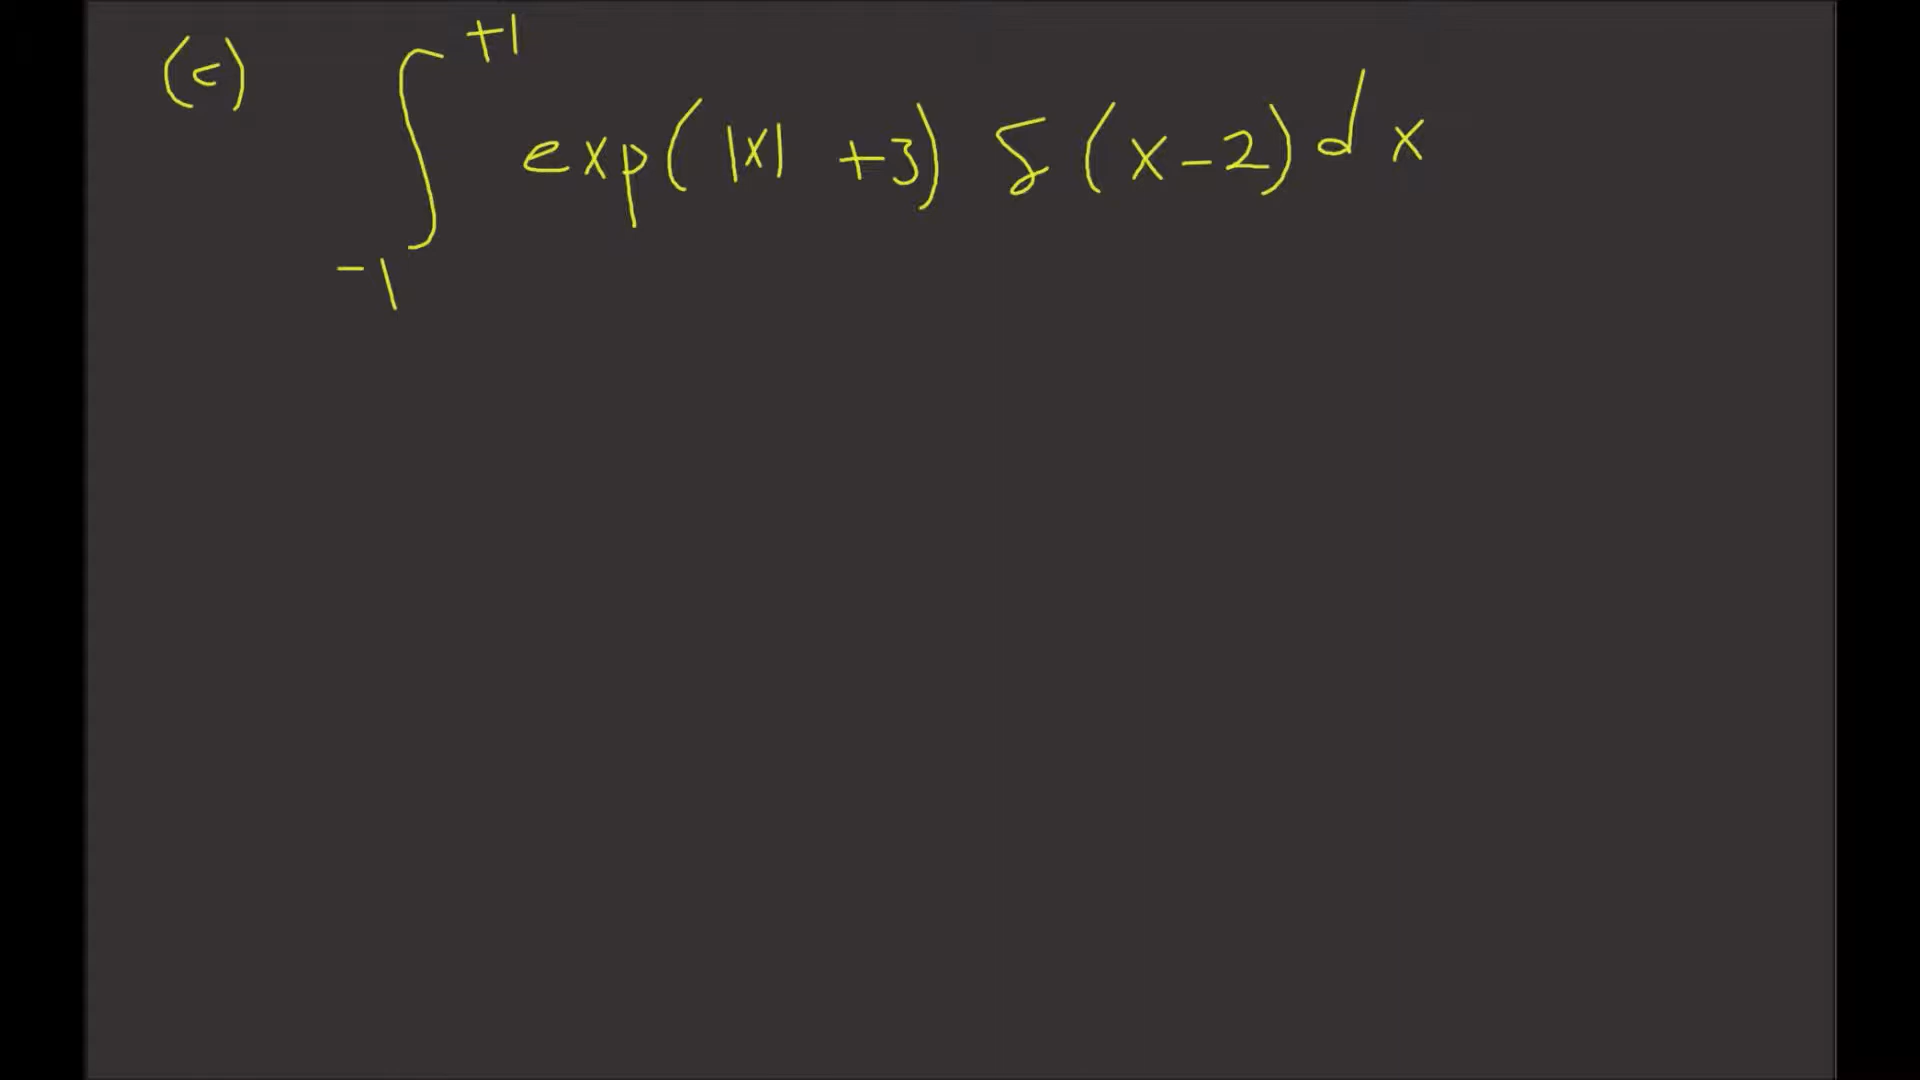 (c) ∫_{-1}^{+1} exp(|x| + 3) δ(x-2) dx